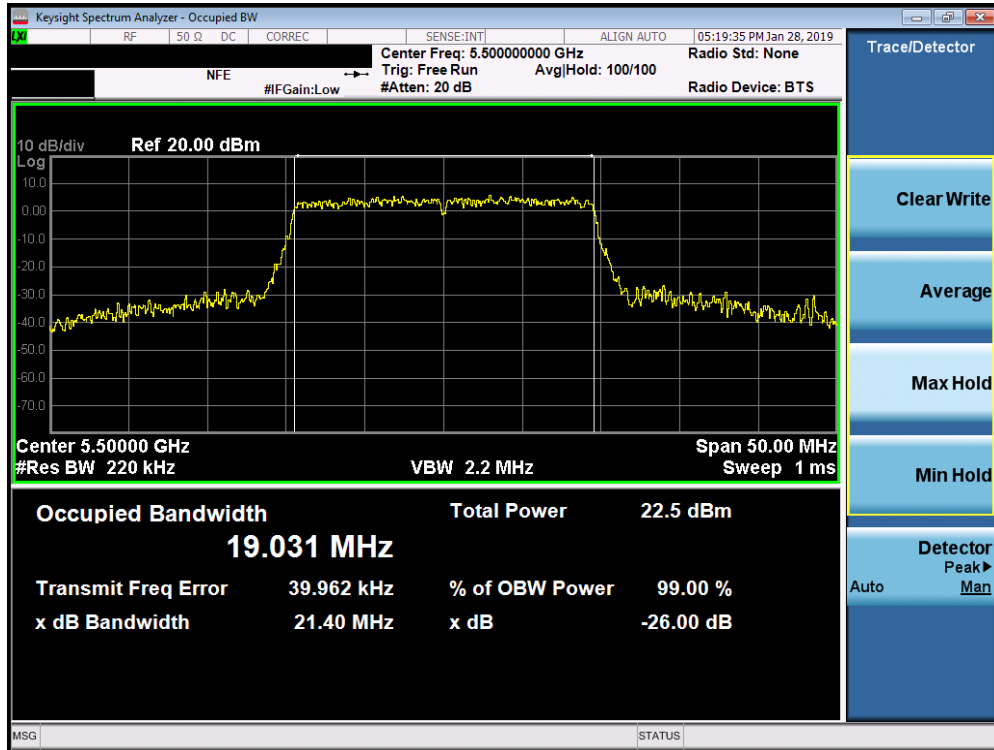 Keysight Spectrum Analyzer - Occupied BW
LXI RF 50 Ω DC CORREC SENSE:INT ALIGN AUTO 05:19:35 PM Jan 28, 2019
Center Freq: 5.500000000 GHz Radio Std: None
NFE Trig: Free Run Avg|Hold: 100/100
#IFGain:Low #Atten: 20 dB Radio Device: BTS
Trace/Detector
10 dB/div Ref 20.00 dBm
Log
10.0
0.00
-10.0
-20.0
-30.0
-40.0
-50.0
-60.0
-70.0
Center 5.50000 GHz Span 50.00 MHz
#Res BW 220 kHz VBW 2.2 MHz Sweep 1 ms
Occupied Bandwidth Total Power 22.5 dBm
19.031 MHz
Transmit Freq Error 39.962 kHz % of OBW Power 99.00 %
x dB Bandwidth 21.40 MHz x dB -26.00 dB
Clear Write
Average
Max Hold
Min Hold
Detector
Peak▶
Auto Man
MSG STATUS